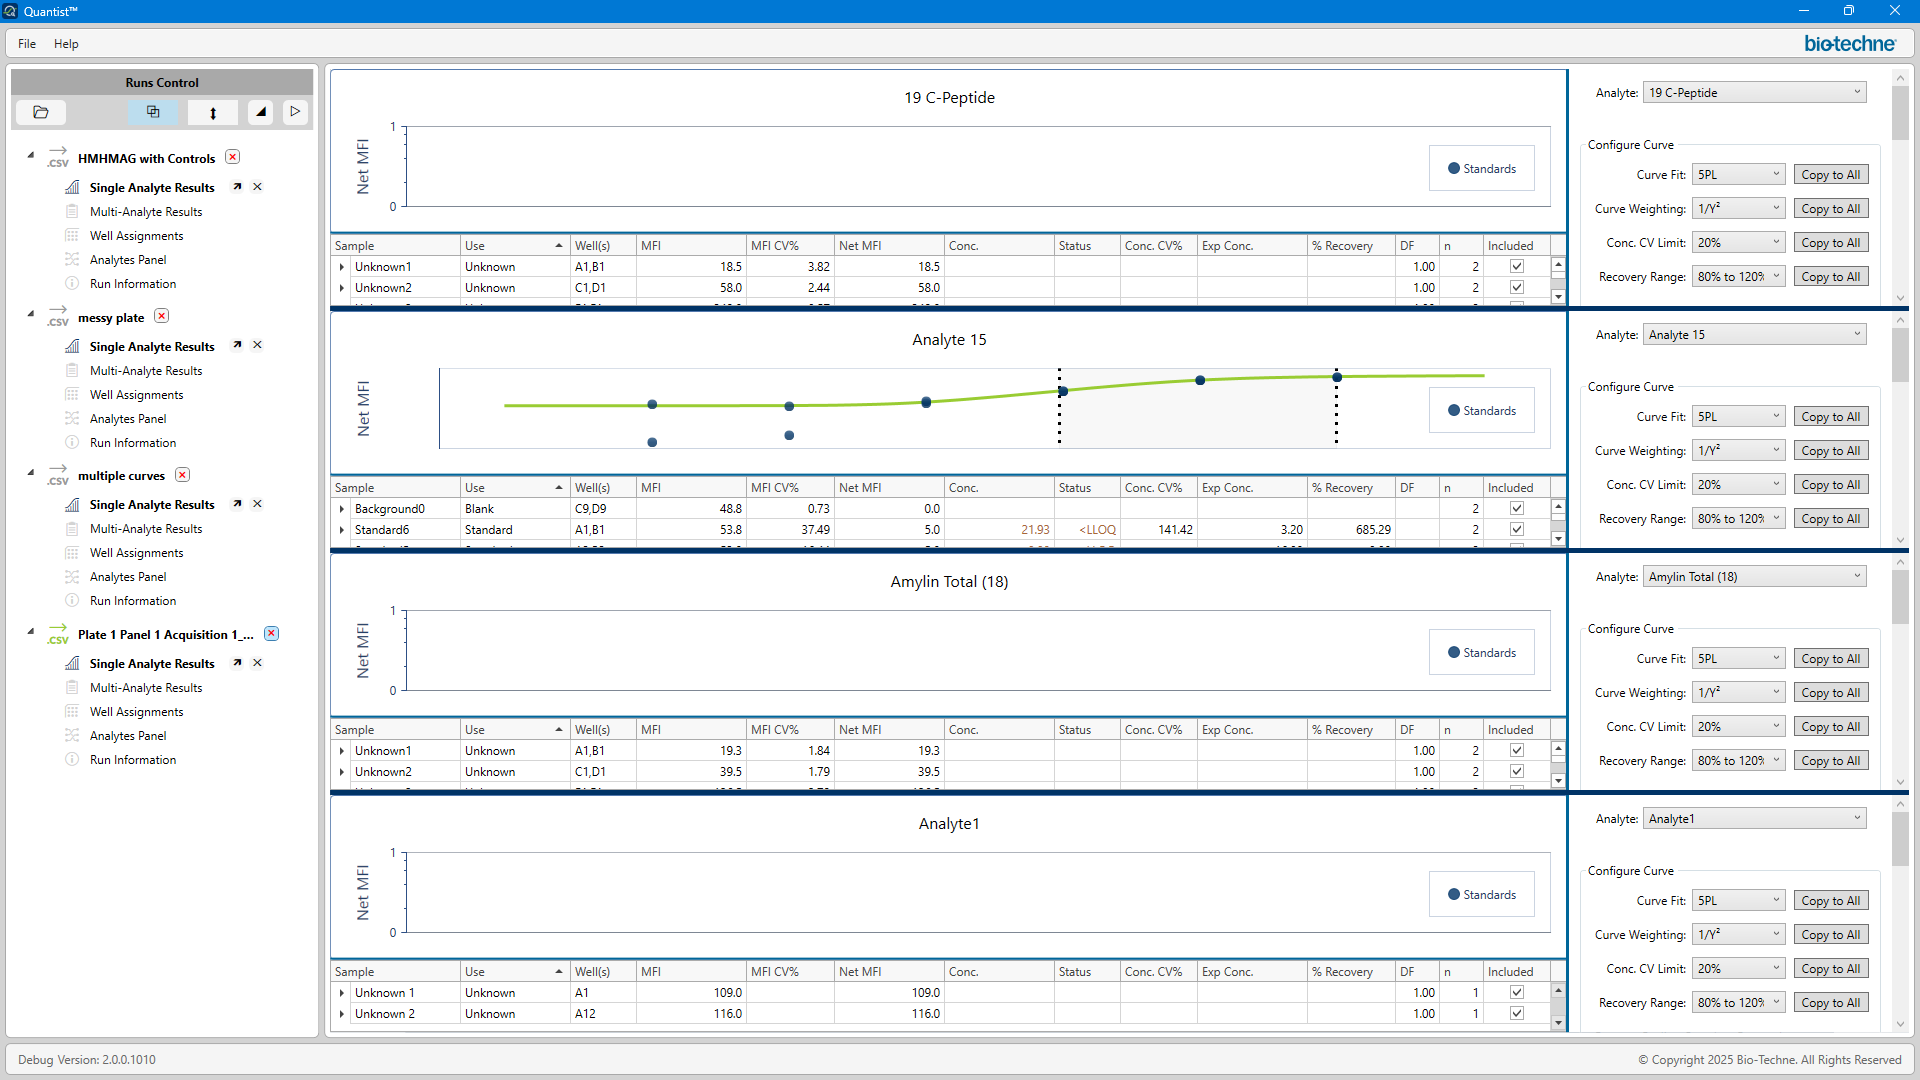 Quantist™
File Help
bio-techne
Runs Control
.CSV HMHMAG with Controls
Single Analyte Results
Multi-Analyte Results
Well Assignments
Analytes Panel
Run Information
.CSV messy plate
Single Analyte Results
Multi-Analyte Results
Well Assignments
Analytes Panel
Run Information
.CSV multiple curves
Single Analyte Results
Multi-Analyte Results
Well Assignments
Analytes Panel
Run Information
.CSV Plate 1 Panel 1 Acquisition 1_...
Single Analyte Results
Multi-Analyte Results
Well Assignments
Analytes Panel
Run Information
19 C-Peptide
Net MFI
1
0
Standards
Sample Use Well(s) MFI MFI CV% Net MFI Conc. Status Conc. CV% Exp Conc. % Recovery DF n Included
Unknown1 Unknown A1,B1 18.5 3.82 18.5 1.00 2
Unknown2 Unknown C1,D1 58.0 2.44 58.0 1.00 2
Analyte: 19 C-Peptide
Configure Curve
Curve Fit: 5PL Copy to All
Curve Weighting: 1/Y² Copy to All
Conc. CV Limit: 20% Copy to All
Recovery Range: 80% to 120% Copy to All
Analyte 15
Net MFI
Standards
Sample Use Well(s) MFI MFI CV% Net MFI Conc. Status Conc. CV% Exp Conc. % Recovery DF n Included
Background0 Blank C9,D9 48.8 0.73 0.0 2
Standard6 Standard A1,B1 53.8 37.49 5.0 21.93 <LLOQ 141.42 3.20 685.29 2
Analyte: Analyte 15
Configure Curve
Curve Fit: 5PL Copy to All
Curve Weighting: 1/Y² Copy to All
Conc. CV Limit: 20% Copy to All
Recovery Range: 80% to 120% Copy to All
Amylin Total (18)
Net MFI
1
0
Standards
Sample Use Well(s) MFI MFI CV% Net MFI Conc. Status Conc. CV% Exp Conc. % Recovery DF n Included
Unknown1 Unknown A1,B1 19.3 1.84 19.3 1.00 2
Unknown2 Unknown C1,D1 39.5 1.79 39.5 1.00 2
Analyte: Amylin Total (18)
Configure Curve
Curve Fit: 5PL Copy to All
Curve Weighting: 1/Y² Copy to All
Conc. CV Limit: 20% Copy to All
Recovery Range: 80% to 120% Copy to All
Analyte1
Net MFI
1
0
Standards
Sample Use Well(s) MFI MFI CV% Net MFI Conc. Status Conc. CV% Exp Conc. % Recovery DF n Included
Unknown 1 Unknown A1 109.0 109.0 1.00 1
Unknown 2 Unknown A12 116.0 116.0 1.00 1
Analyte: Analyte1
Configure Curve
Curve Fit: 5PL Copy to All
Curve Weighting: 1/Y² Copy to All
Conc. CV Limit: 20% Copy to All
Recovery Range: 80% to 120% Copy to All
Debug Version: 2.0.0.1010
© Copyright 2025 Bio-Techne. All Rights Reserved